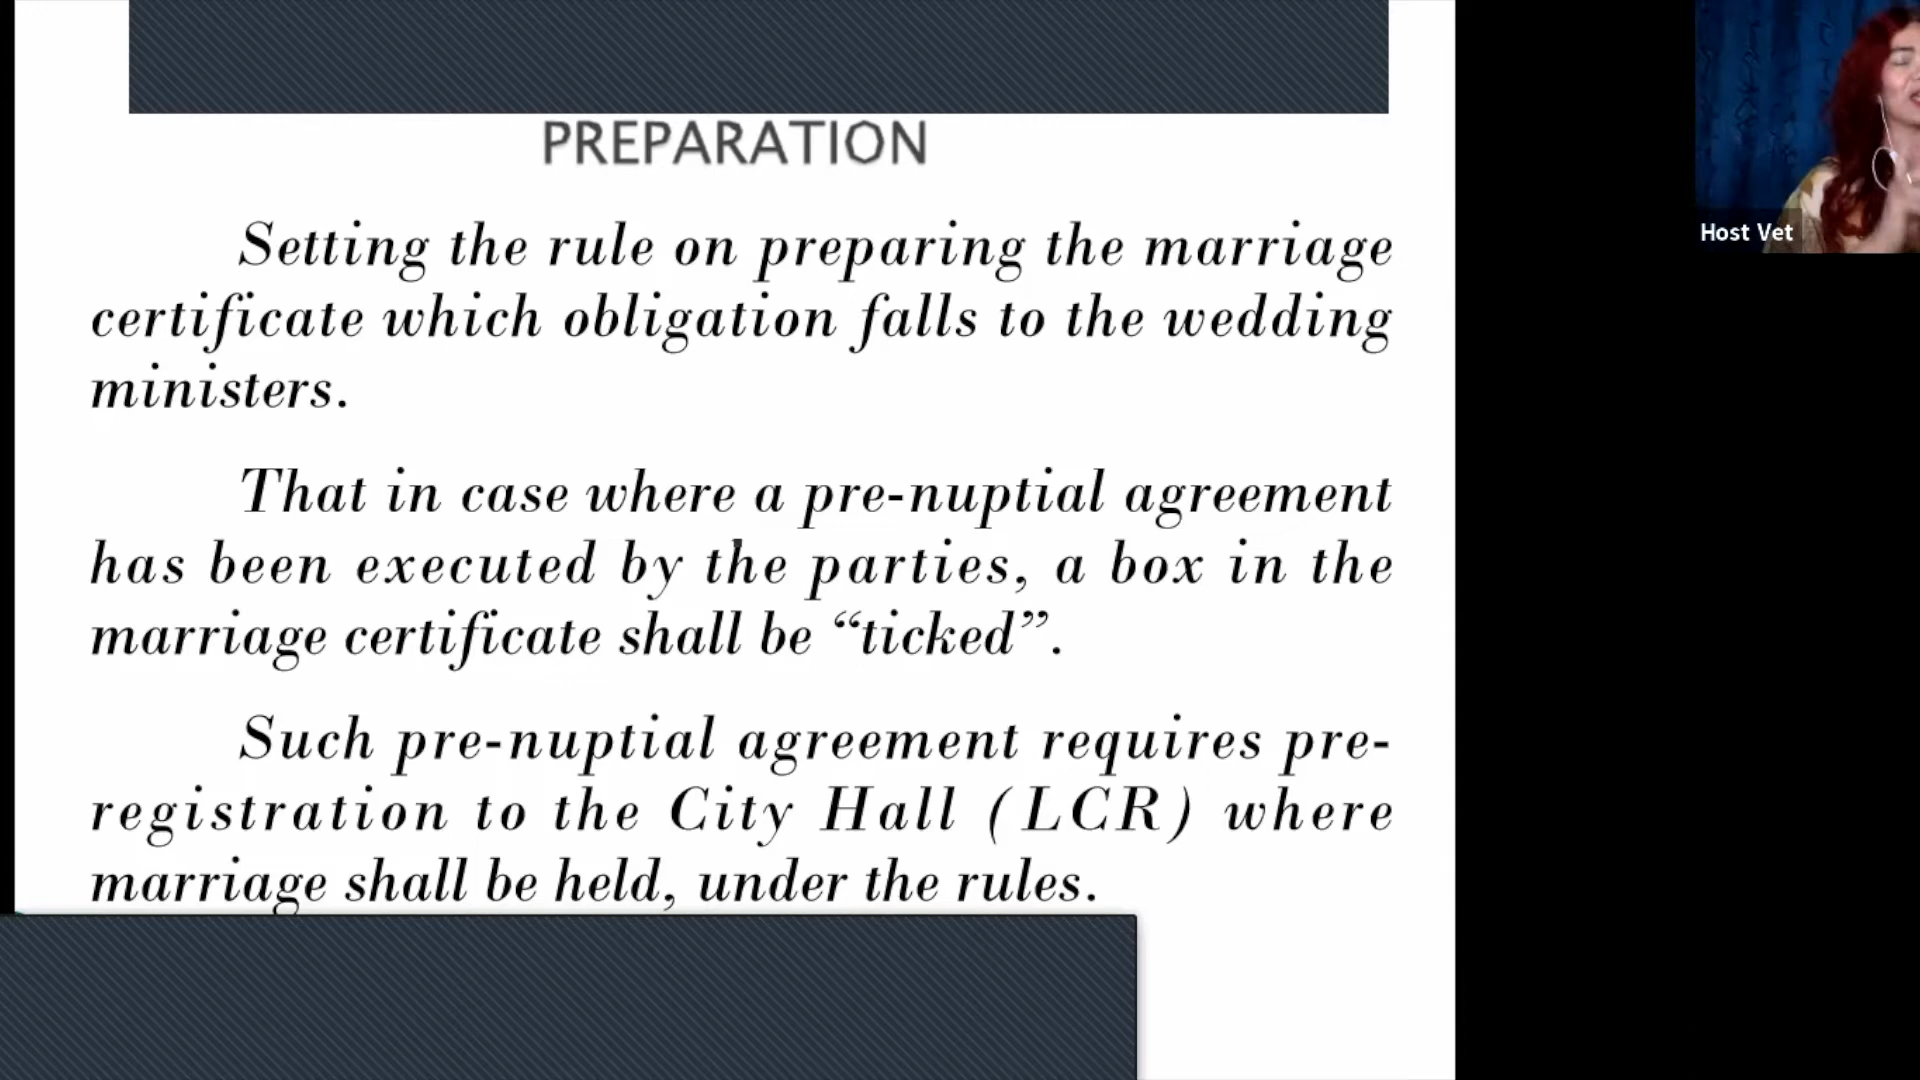 PREPARATION
Setting the rule on preparing the marriage
certificate which obligation falls to the wedding
ministers.
That in case where a pre-nuptial agreement
has been executed by the parties, a box in the
marriage certificate shall be “ticked”.
Such pre-nuptial agreement requires pre-
registration to the City Hall (LCR) where
marriage shall be held, under the rules.
Host Vet